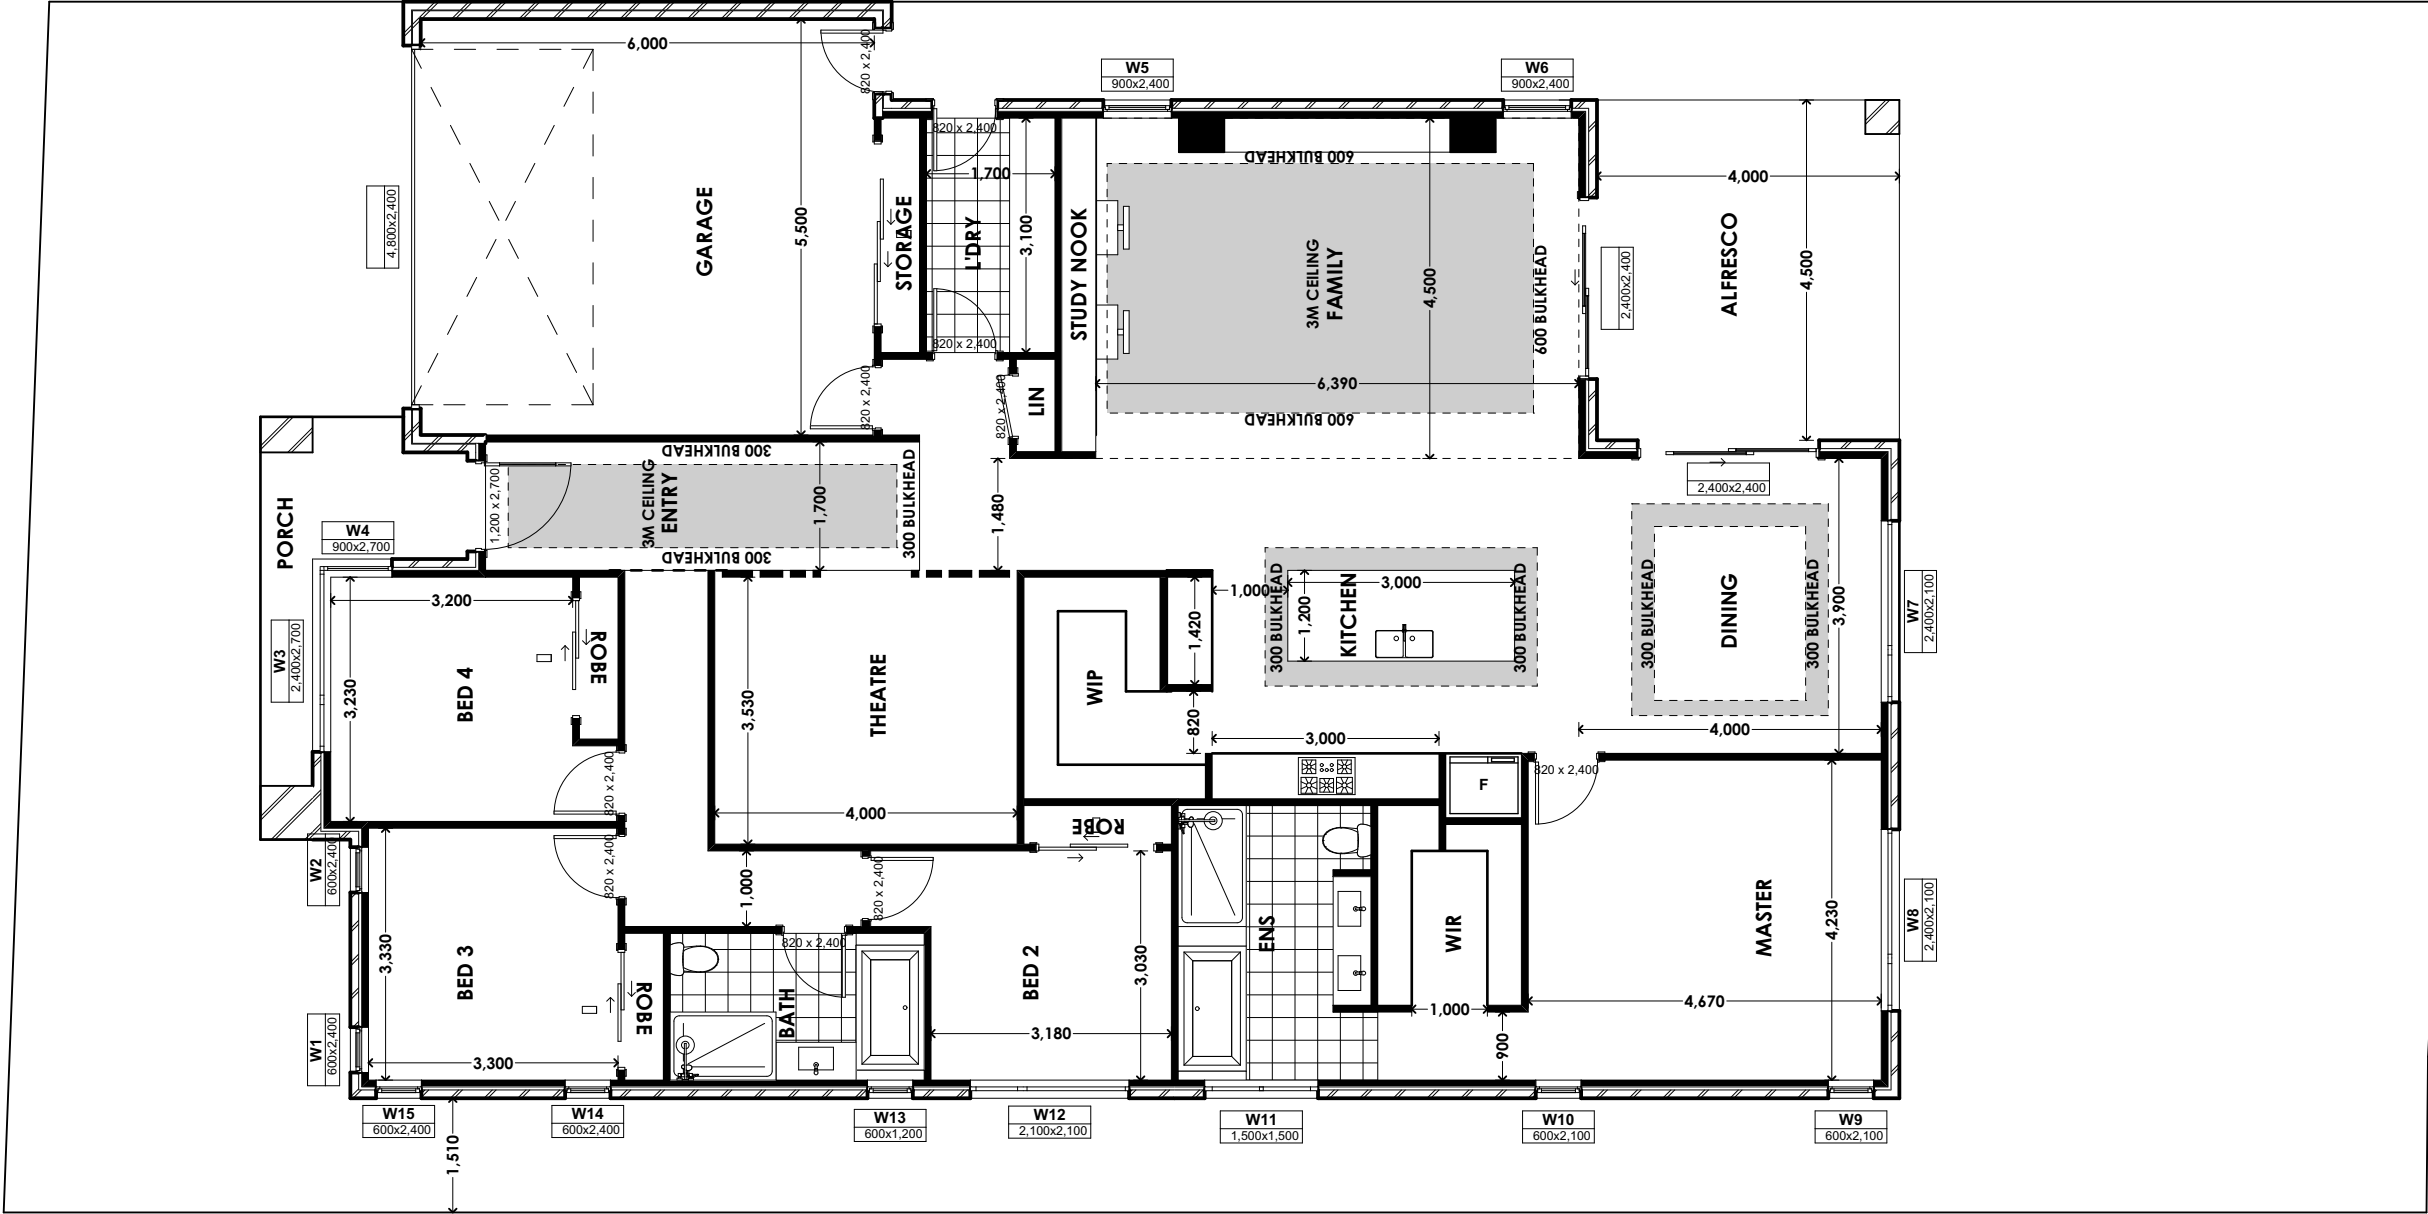 6,000
820 x 2,400
W5
900x2,400
W6
900x2,400
820 x 2,400
600 BULKHEAD
1,700
4,000
4,800x2,400
GARAGE
5,500
STORAGE
L'DRY
3,100
STUDY NOOK
3M CEILING
FAMILY
4,500
600 BULKHEAD
2,400x2,400
ALFRESCO
4,500
820 x 2,400
820 x 2,400
820 x 2,400
LIN
6,390
600 BULKHEAD
300 BULKHEAD
PORCH
1,200 x 2,700
3M CEILING
ENTRY
1,700
300 BULKHEAD
1,480
2,400x2,400
W4
900x2,700
300 BULKHEAD
3,200
W3
2,400x2,700
3,230
BED 4
ROBE
3,530
THEATRE
WIP
1,420
1,000
300 BULKHEAD
1,200
KITCHEN
3,000
300 BULKHEAD
300 BULKHEAD
DINING
300 BULKHEAD
3,900
W7
2,400x2,100
820
3,000
4,000
820 x 2,400
4,000
F
820 x 2,400
ROBE
W2
600x2,400
820 x 2,400
1,000
820 x 2,400
3,330
BED 3
ROBE
820 x 2,400
BATH
BED 2
3,030
ENS
WIR
MASTER
4,230
W8
2,400x2,100
W1
600x2,400
3,300
3,180
1,000
4,670
900
W15
600x2,400
W14
600x2,400
W13
600x1,200
W12
2,100x2,100
W11
1,500x1,500
W10
600x2,100
W9
600x2,100
1,510